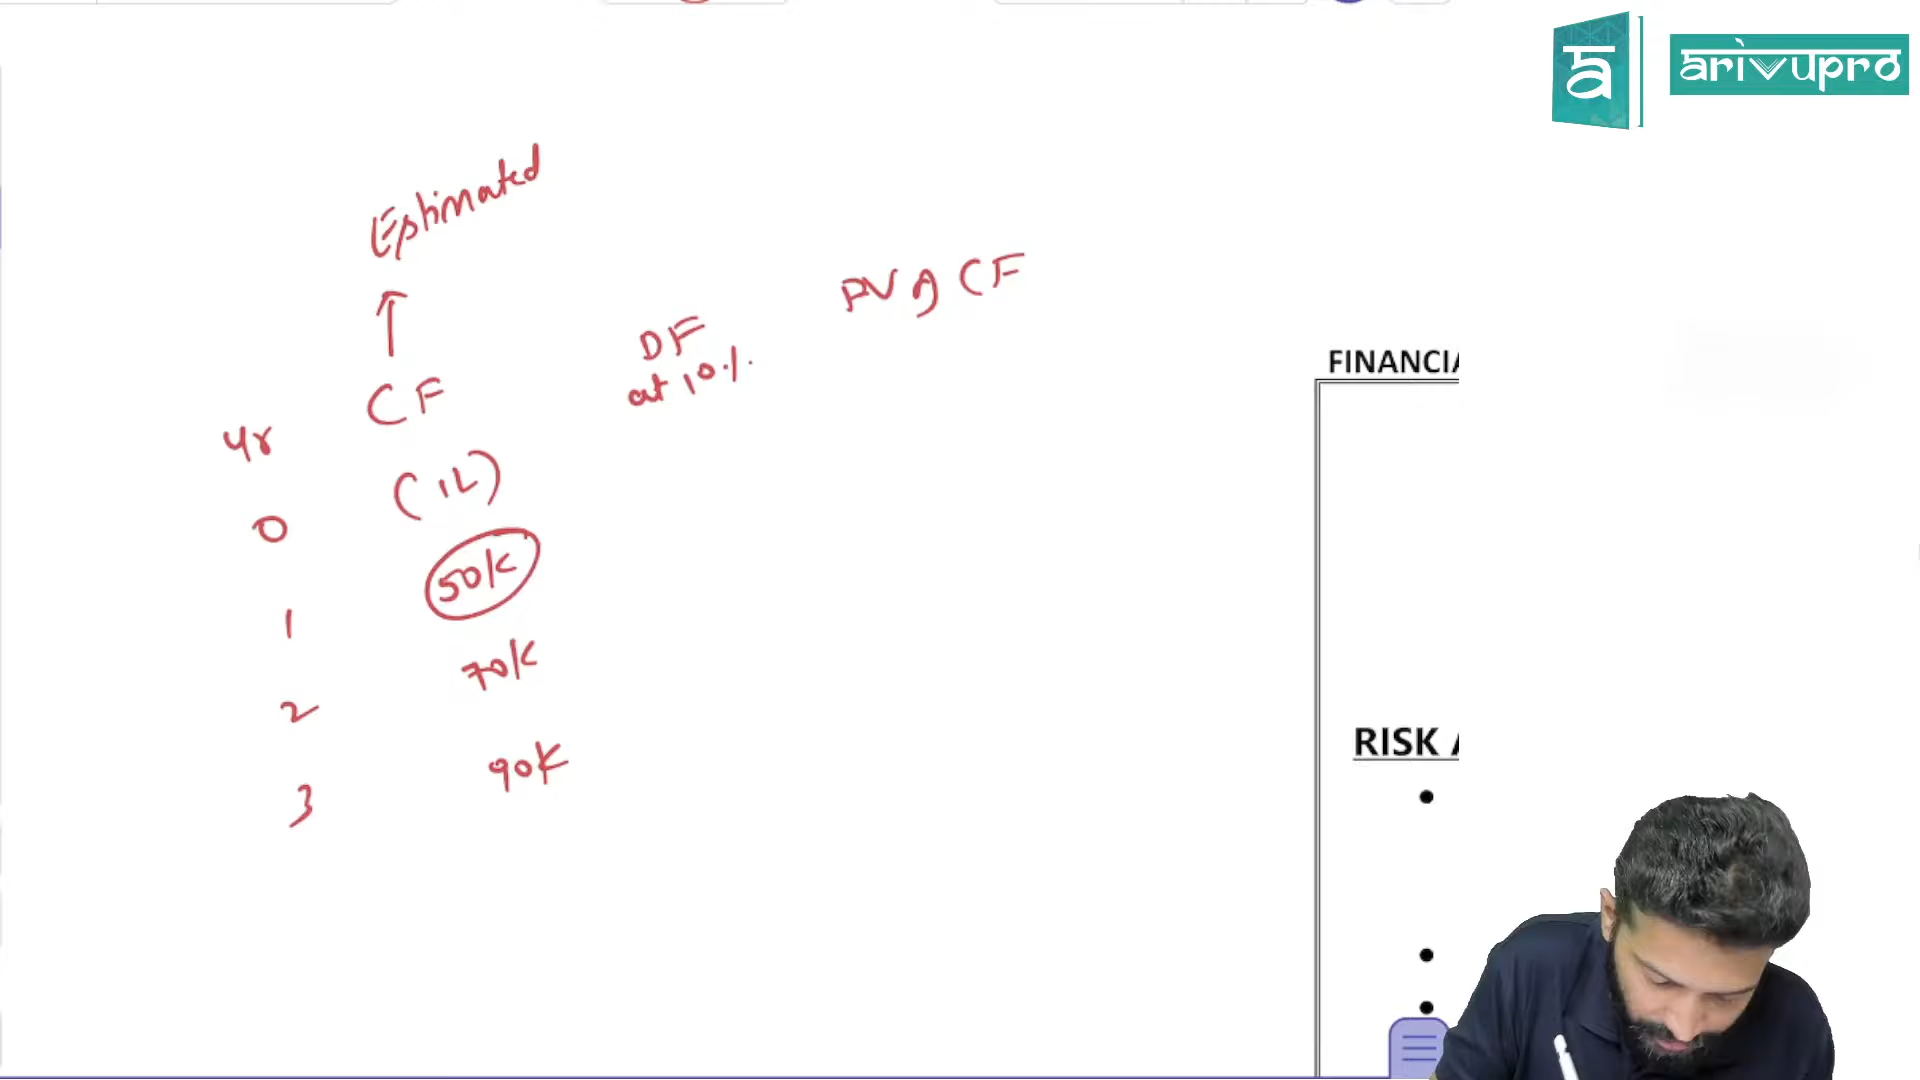 arivupro
Estimated
PV of CF
DF
at 10%
FINANCIA
CF
yr
(1L)
0
50K
1
70K
2
RISK A
90K
3